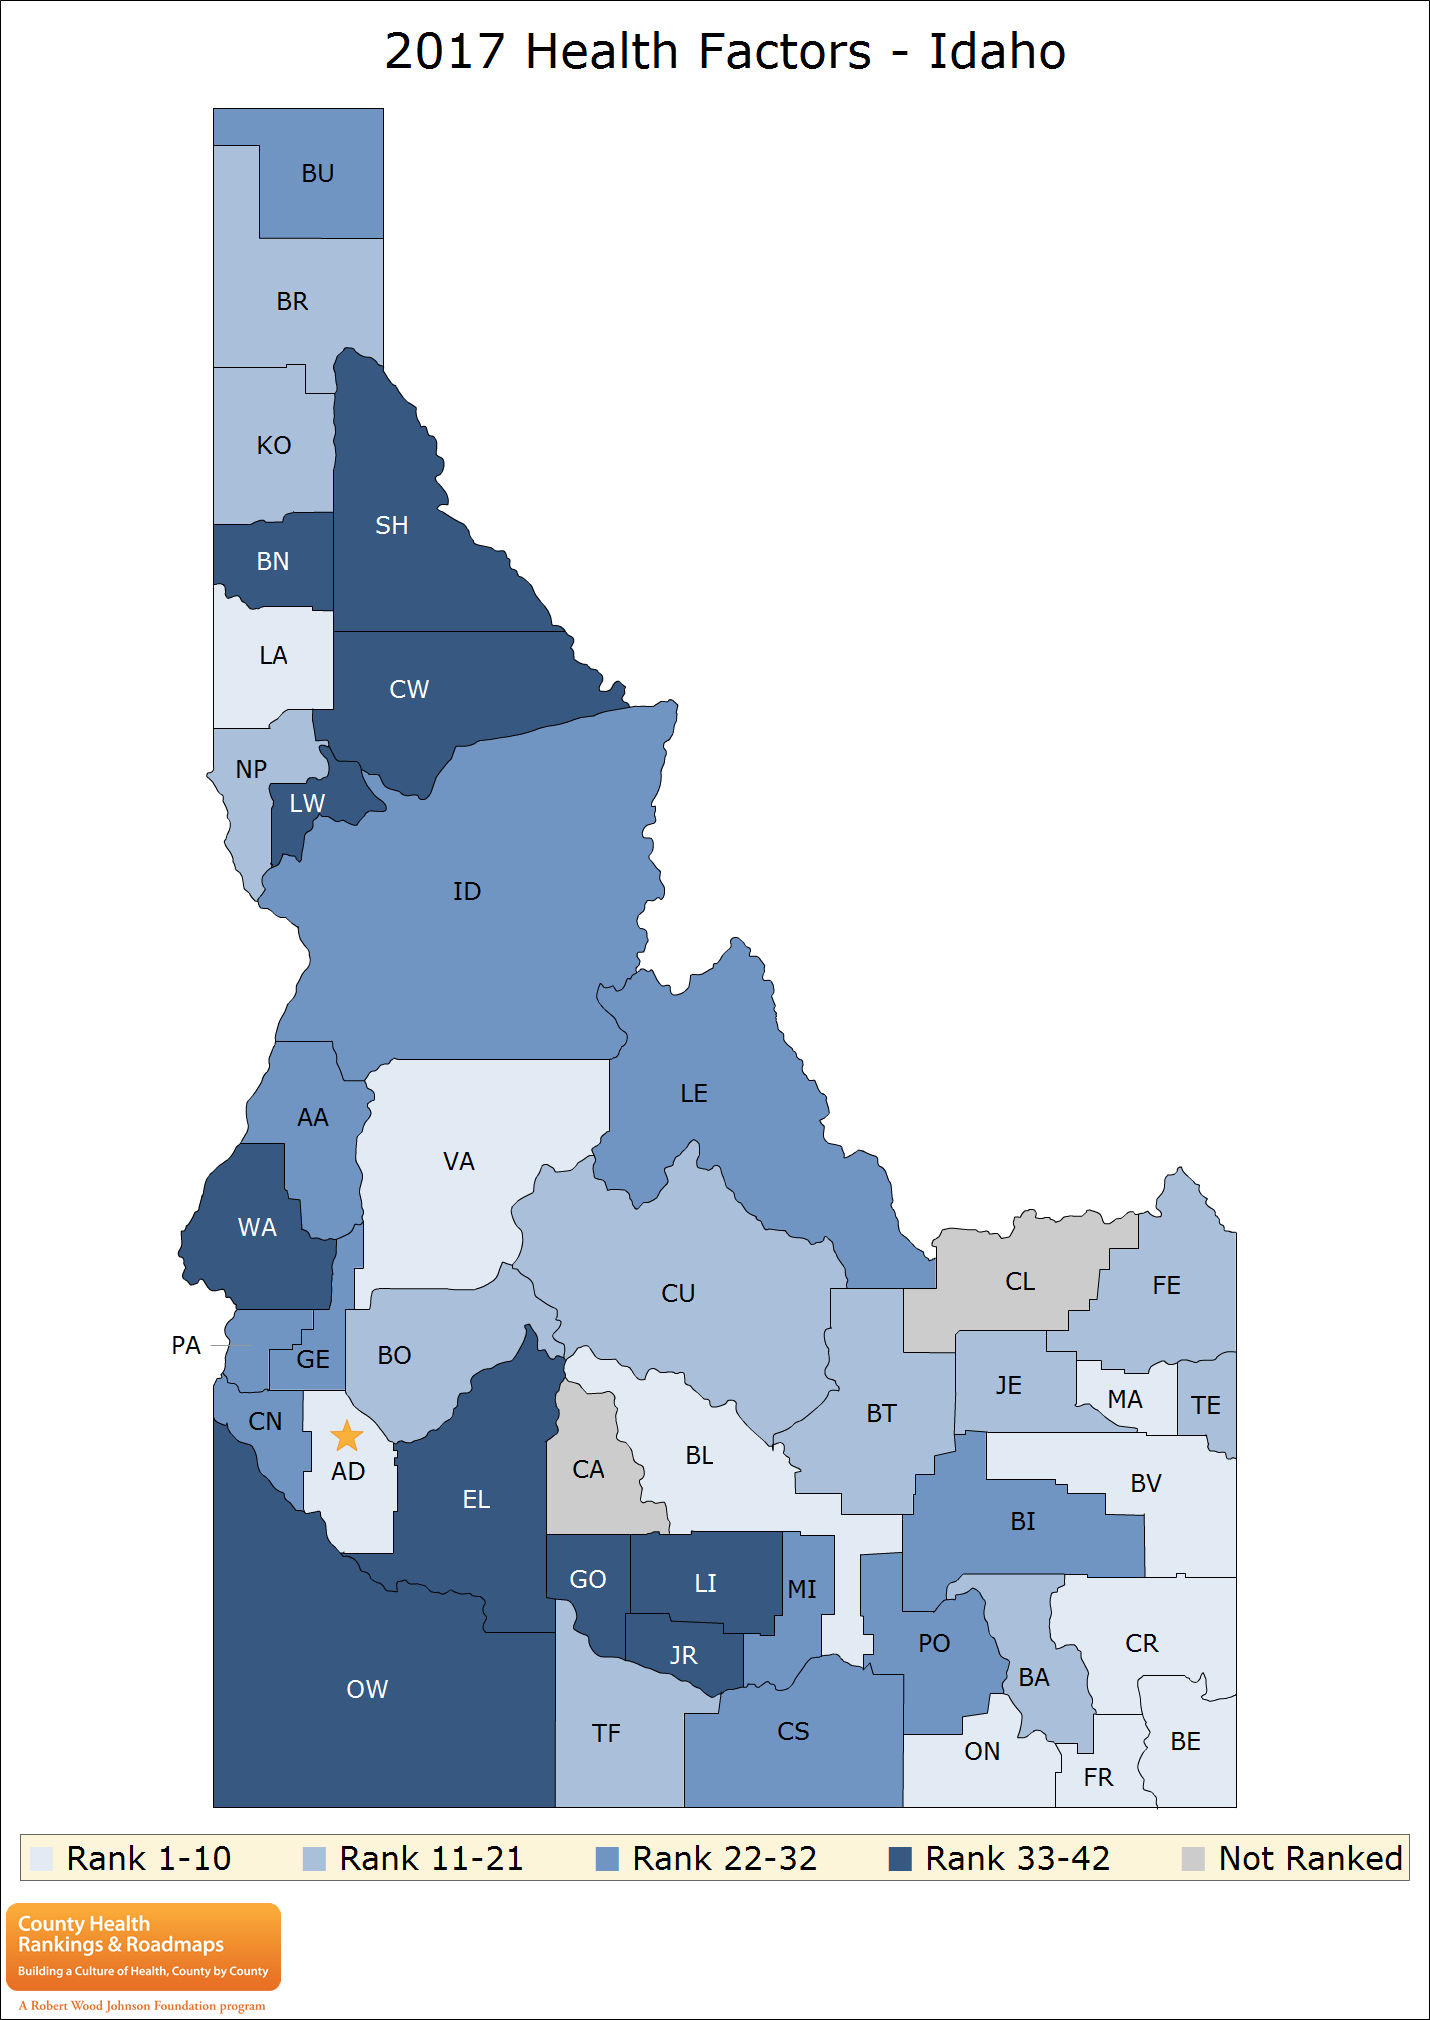 2017 Health Factors - Idaho
BU
BR
KO
SH
BN
LA
CW
NP
LW
ID
LE
AA
VA
WA
CU
CL
FE
PA
GE
BO
JE
MA
TE
CN
BT
AD
BL
CA
BV
EL
BI
GO
LI
MI
PO
CR
JR
BA
OW
TF
CS
ON
BE
FR
Rank 1-10 Rank 11-21 Rank 22-32 Rank 33-42 Not Ranked
County Health
Rankings & Roadmaps
Building a Culture of Health, County by County
A Robert Wood Johnson Foundation program